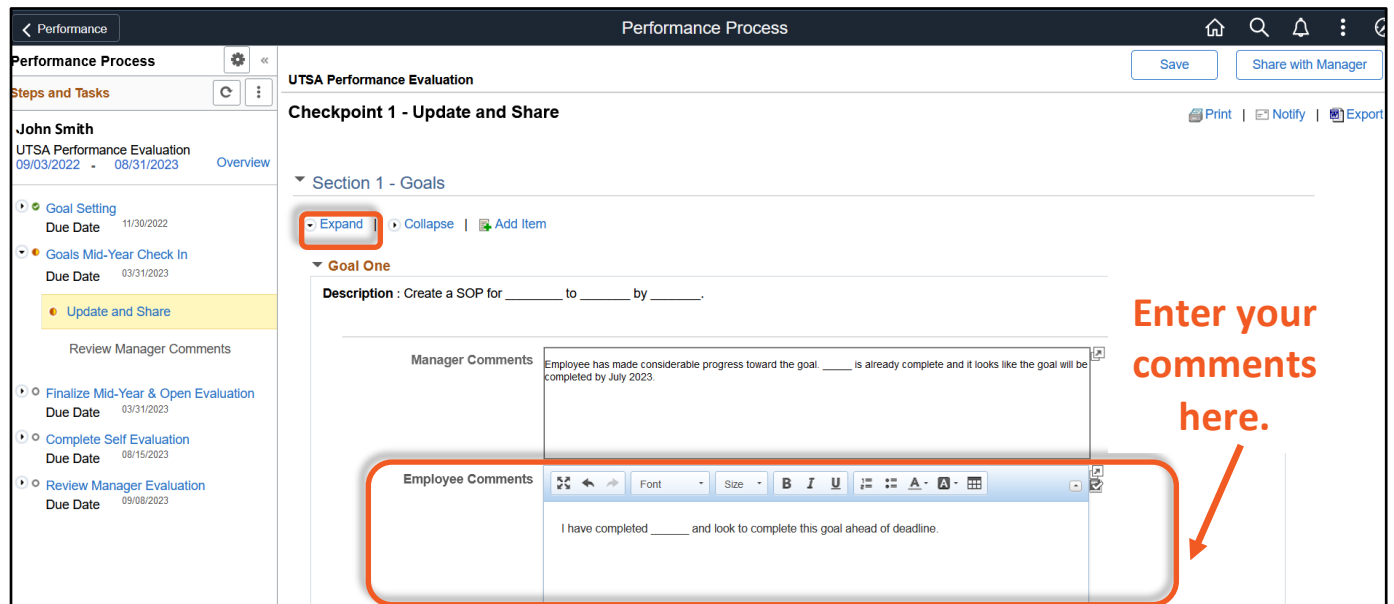 Performance
Performance Process
Performance Process
«
Steps and Tasks
John Smith
UTSA Performance Evaluation
09/03/2022 - 08/31/2023 Overview
Goal Setting
Due Date 11/30/2022
Goals Mid-Year Check In
Due Date 03/31/2023
Update and Share
Review Manager Comments
Finalize Mid-Year & Open Evaluation
Due Date 03/31/2023
Complete Self Evaluation
Due Date 08/15/2023
Review Manager Evaluation
Due Date 09/08/2023
Save Share with Manager
UTSA Performance Evaluation
Checkpoint 1 - Update and Share
Print | Notify | Export
Section 1 - Goals
Expand | Collapse | Add Item
Goal One
Description : Create a SOP for ________ to _______ by _______.
Manager Comments
Employee has made considerable progress toward the goal. _____ is already complete and it looks like the goal will be
completed by July 2023.
Employee Comments
Font Size B I U A A
I have completed ______ and look to complete this goal ahead of deadline.
Enter your
comments
here.